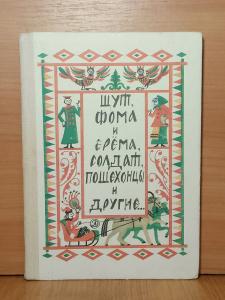 ШУТ,
ФОМА
И
ЕРЁМА,
СОЛДАТ,
ПОШЕХОНЦЫ
И
ДРУГИЕ...